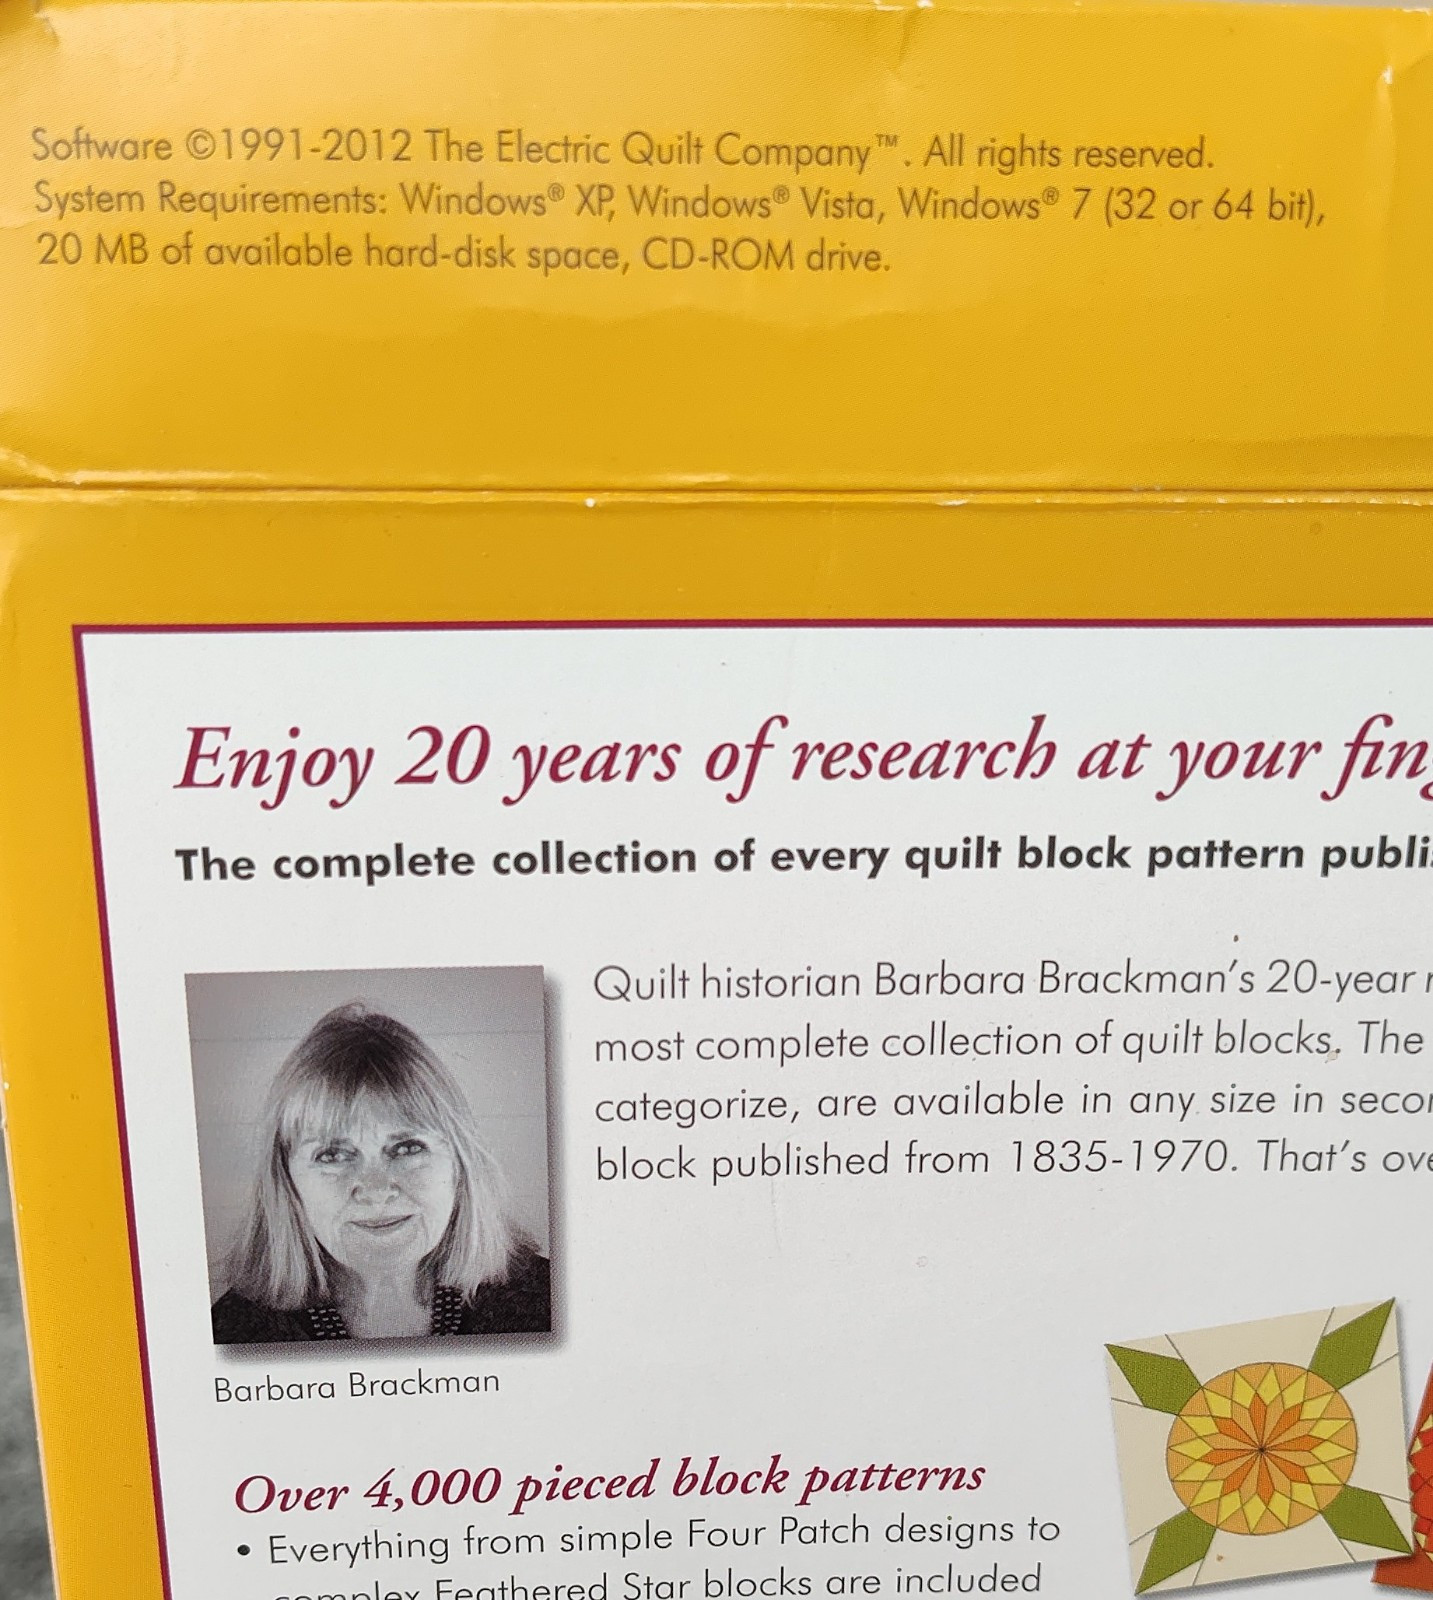 Software ©1991-2012 The Electric Quilt Company™. All rights reserved.
System Requirements: Windows® XP, Windows® Vista, Windows® 7 (32 or 64 bit),
20 MB of available hard-disk space, CD-ROM drive.
Enjoy 20 years of research at your
The complete collection of every quilt block pattern
Quilt historian Barbara Brackman's 20-year
most complete collection of quilt blocks. The
categorize, are available in any size in
block published from 1835-1970. That's
Barbara Brackman
Over 4,000 pieced block patterns
• Everything from simple Four Patch designs to
complex Feathered Star blocks are included